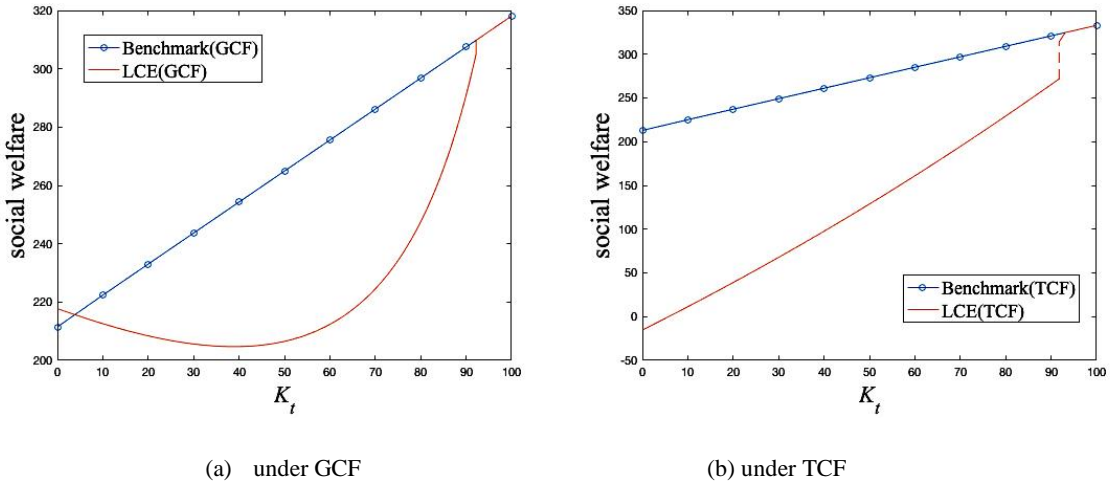 320
300
280
260
240
220
200
social welfare
Benchmark(GCF)
LCE(GCF)
0 10 20 30 40 50 60 70 80 90 100
K_t
(a) under GCF
350
300
250
200
150
100
50
0
-50
social welfare
Benchmark(TCF)
LCE(TCF)
0 10 20 30 40 50 60 70 80 90 100
K_t
(b) under TCF